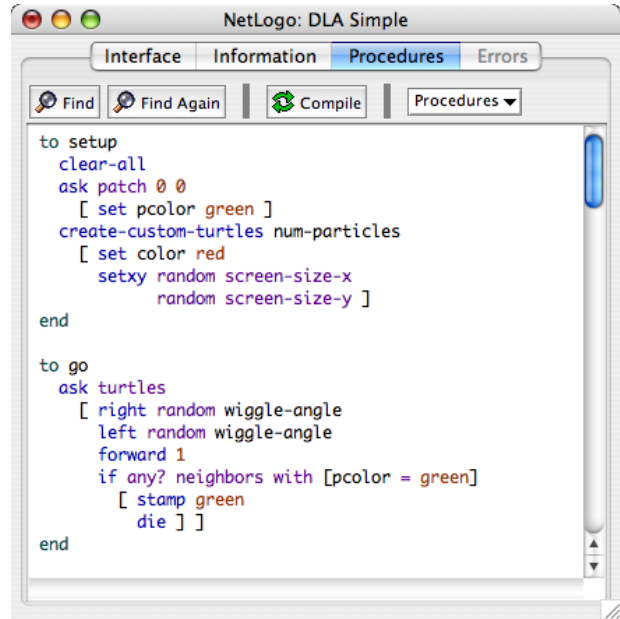 NetLogo: DLA Simple
Interface Information Procedures Errors
Find Find Again Compile Procedures
to setup
  clear-all
  ask patch 0 0
    [ set pcolor green ]
  create-custom-turtles num-particles
    [ set color red
      setxy random screen-size-x
            random screen-size-y ]
end

to go
  ask turtles
    [ right random wiggle-angle
      left random wiggle-angle
      forward 1
      if any? neighbors with [pcolor = green]
        [ stamp green
          die ] ]
end